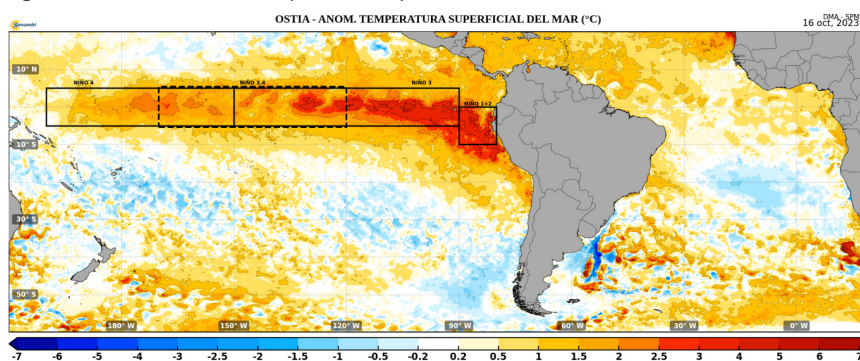 Senamhi
OSTIA - ANOM. TEMPERATURA SUPERFICIAL DEL MAR (°C)
DMA - SPM
16 oct, 2023
10° N
NIÑO 4
NIÑO 3.4
NIÑO 3
NIÑO 1+2
10° S
30° S
50° S
180° W
150° W
120° W
90° W
60° W
30° W
0° W
-7 -6 -5 -4 -3 -2.5 -2 -1.5 -1 -0.5 -0.2 0.2 0.5 1 1.5 2 2.5 3 4 5 6 7